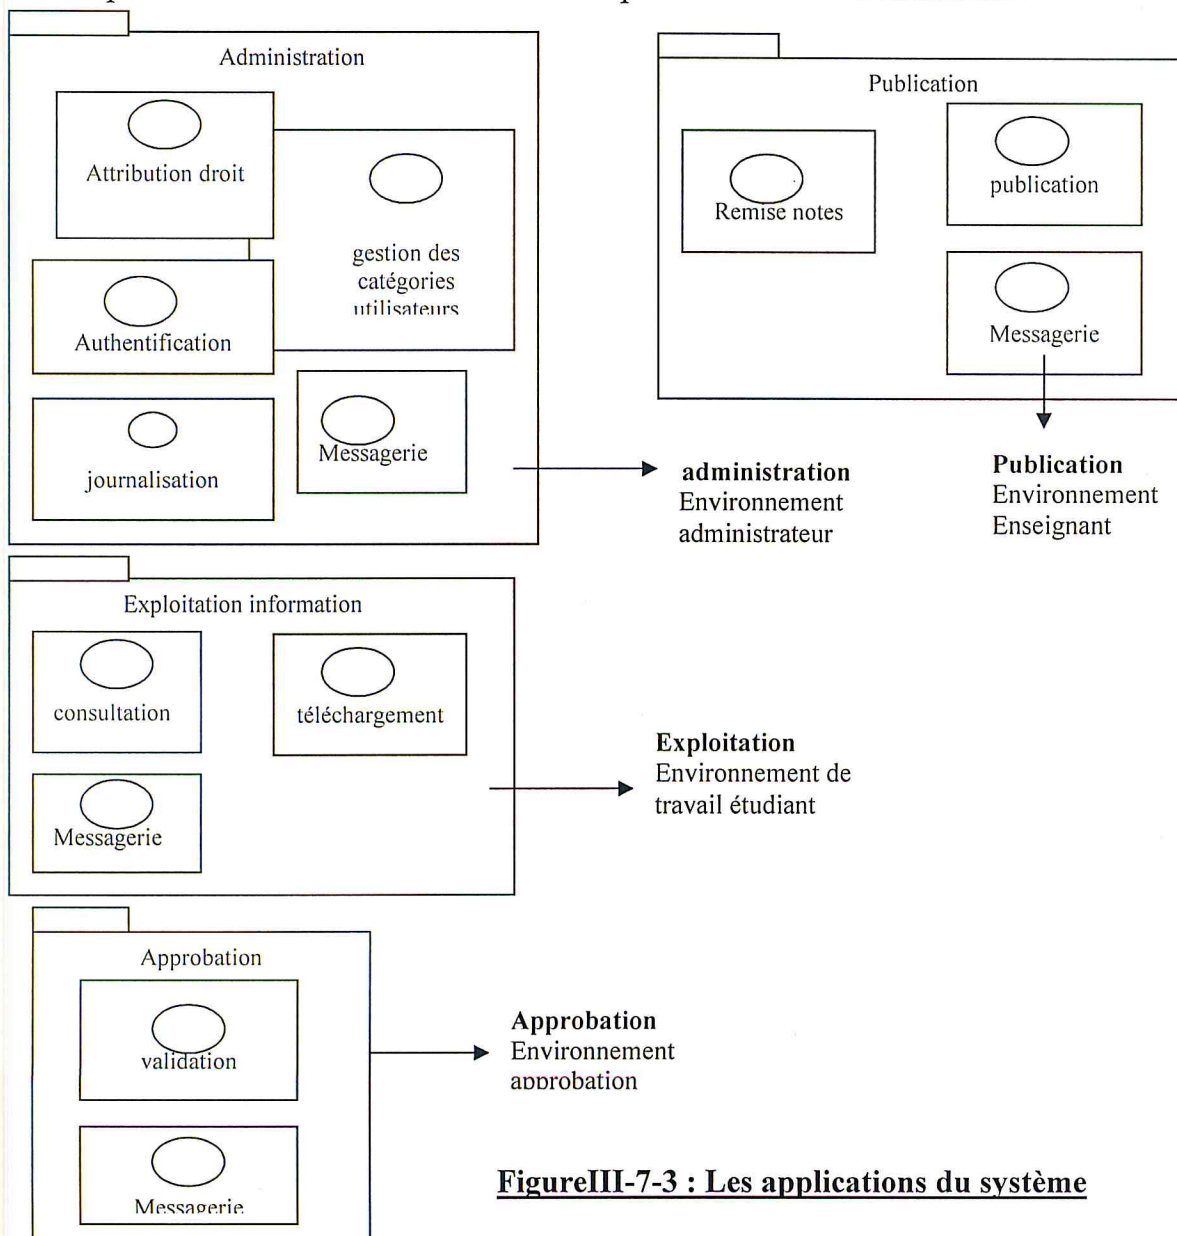 Administration
Attribution droit
gestion des
catégories
utilisateurs
Authentification
journalisation
Messagerie
administration
Environnement
administrateur
Publication
Remise notes
publication
Messagerie
Publication
Environnement
Enseignant
Exploitation information
consultation
téléchargement
Messagerie
Exploitation
Environnement de
travail étudiant
Approbation
validation
Messagerie
Approbation
Environnement
approbation
FigureIII-7-3 : Les applications du système